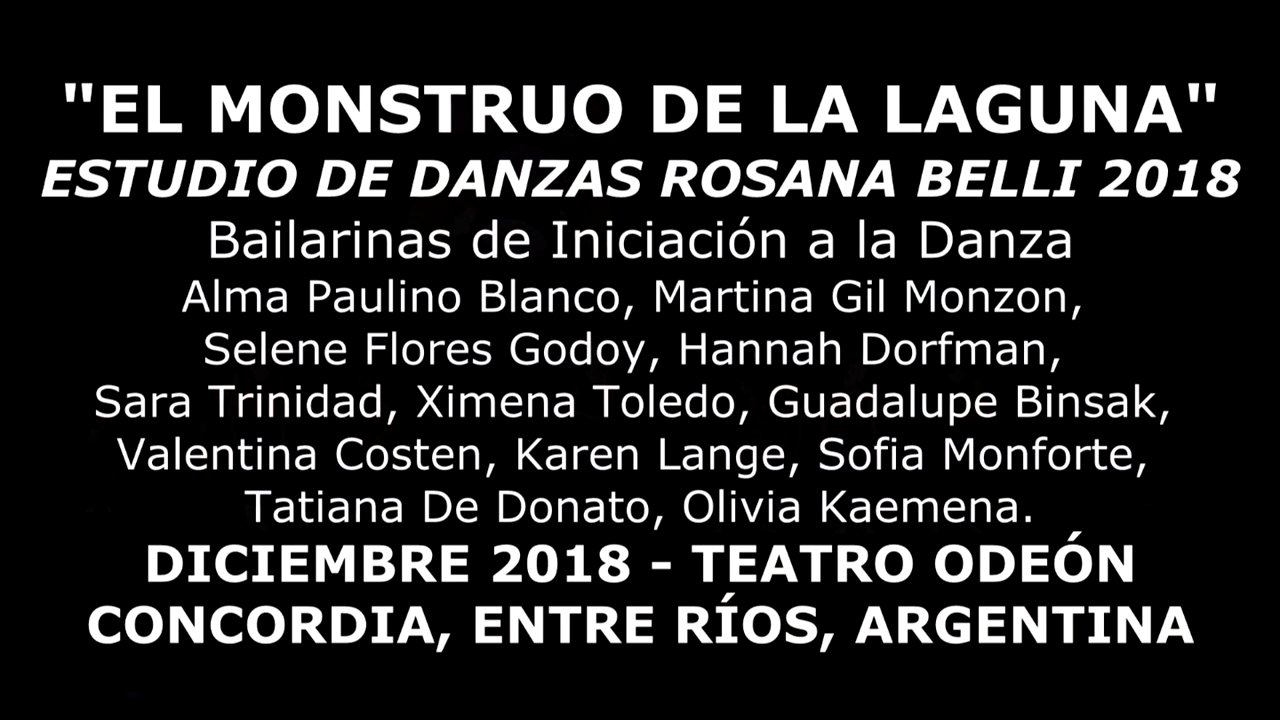 "EL MONSTRUO DE LA LAGUNA"
ESTUDIO DE DANZAS ROSANA BELLI 2018
Bailarinas de Iniciación a la Danza
Alma Paulino Blanco, Martina Gil Monzon,
Selene Flores Godoy, Hannah Dorfman,
Sara Trinidad, Ximena Toledo, Guadalupe Binsak,
Valentina Costen, Karen Lange, Sofia Monforte,
Tatiana De Donato, Olivia Kaemena.
DICIEMBRE 2018 - TEATRO ODEÓN
CONCORDIA, ENTRE RÍOS, ARGENTINA